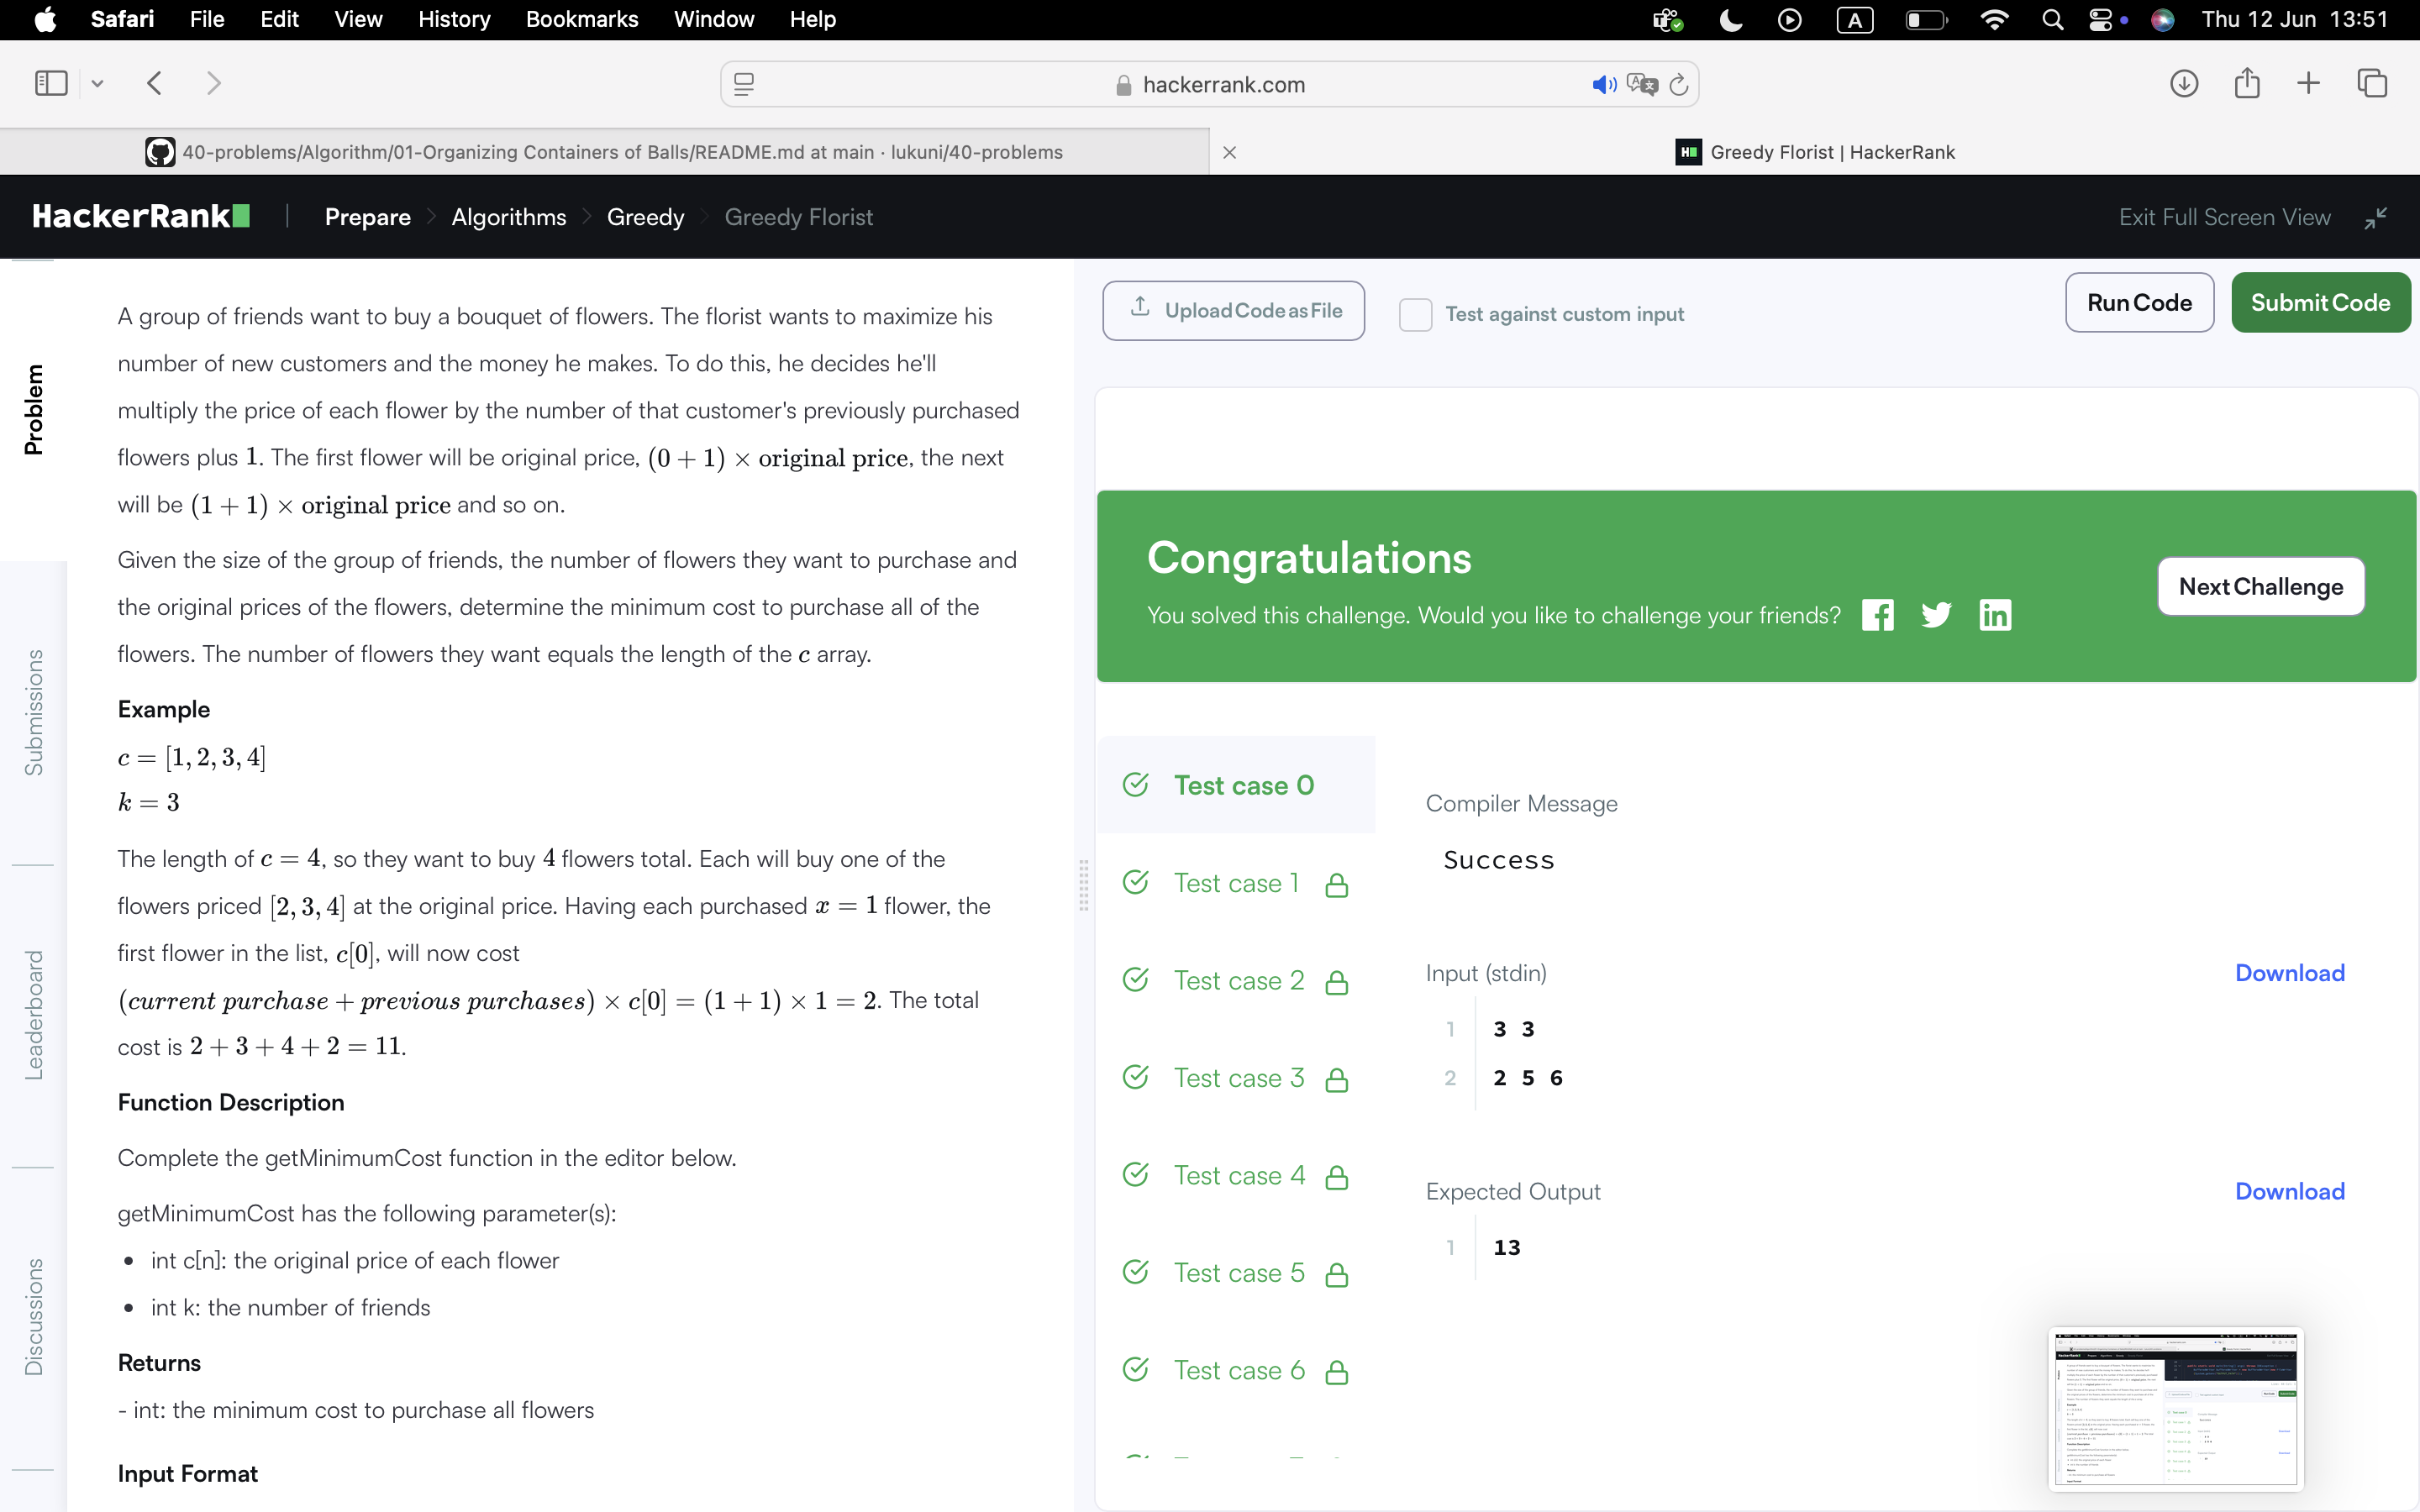 Safari File Edit View History Bookmarks Window Help
A
Thu 12 Jun 13:51
hackerrank.com
40-problems/Algorithm/01-Organizing Containers of Balls/README.md at main · lukuni/40-problems
H
Greedy Florist | HackerRank
HackerRank
Prepare
Algorithms
Greedy
Greedy Florist
Exit Full Screen View
Problem
Submissions
Leaderboard
Discussions
A group of friends want to buy a bouquet of flowers. The florist wants to maximize his
number of new customers and the money he makes. To do this, he decides he'll
multiply the price of each flower by the number of that customer's previously purchased
flowers plus 1. The first flower will be original price, (0 + 1) × original price, the next
will be (1 + 1) × original price and so on.
Given the size of the group of friends, the number of flowers they want to purchase and
the original prices of the flowers, determine the minimum cost to purchase all of the
flowers. The number of flowers they want equals the length of the c array.
Example
c = [1, 2, 3, 4]
k = 3
The length of c = 4, so they want to buy 4 flowers total. Each will buy one of the
flowers priced [2, 3, 4] at the original price. Having each purchased x = 1 flower, the
first flower in the list, c[0], will now cost
(current purchase + previous purchases) × c[0] = (1 + 1) × 1 = 2. The total
cost is 2 + 3 + 4 + 2 = 11.
Function Description
Complete the getMinimumCost function in the editor below.
getMinimumCost has the following parameter(s):
• int c[n]: the original price of each flower
• int k: the number of friends
Returns
- int: the minimum cost to purchase all flowers
Input Format
Upload Code as File
Test against custom input
Run Code
Submit Code
Congratulations
You solved this challenge. Would you like to challenge your friends?
Next Challenge
Test case 0
Test case 1
Test case 2
Test case 3
Test case 4
Test case 5
Test case 6
Compiler Message
Success
Input (stdin)
Download
1 3 3
2 2 5 6
Expected Output
Download
1 13